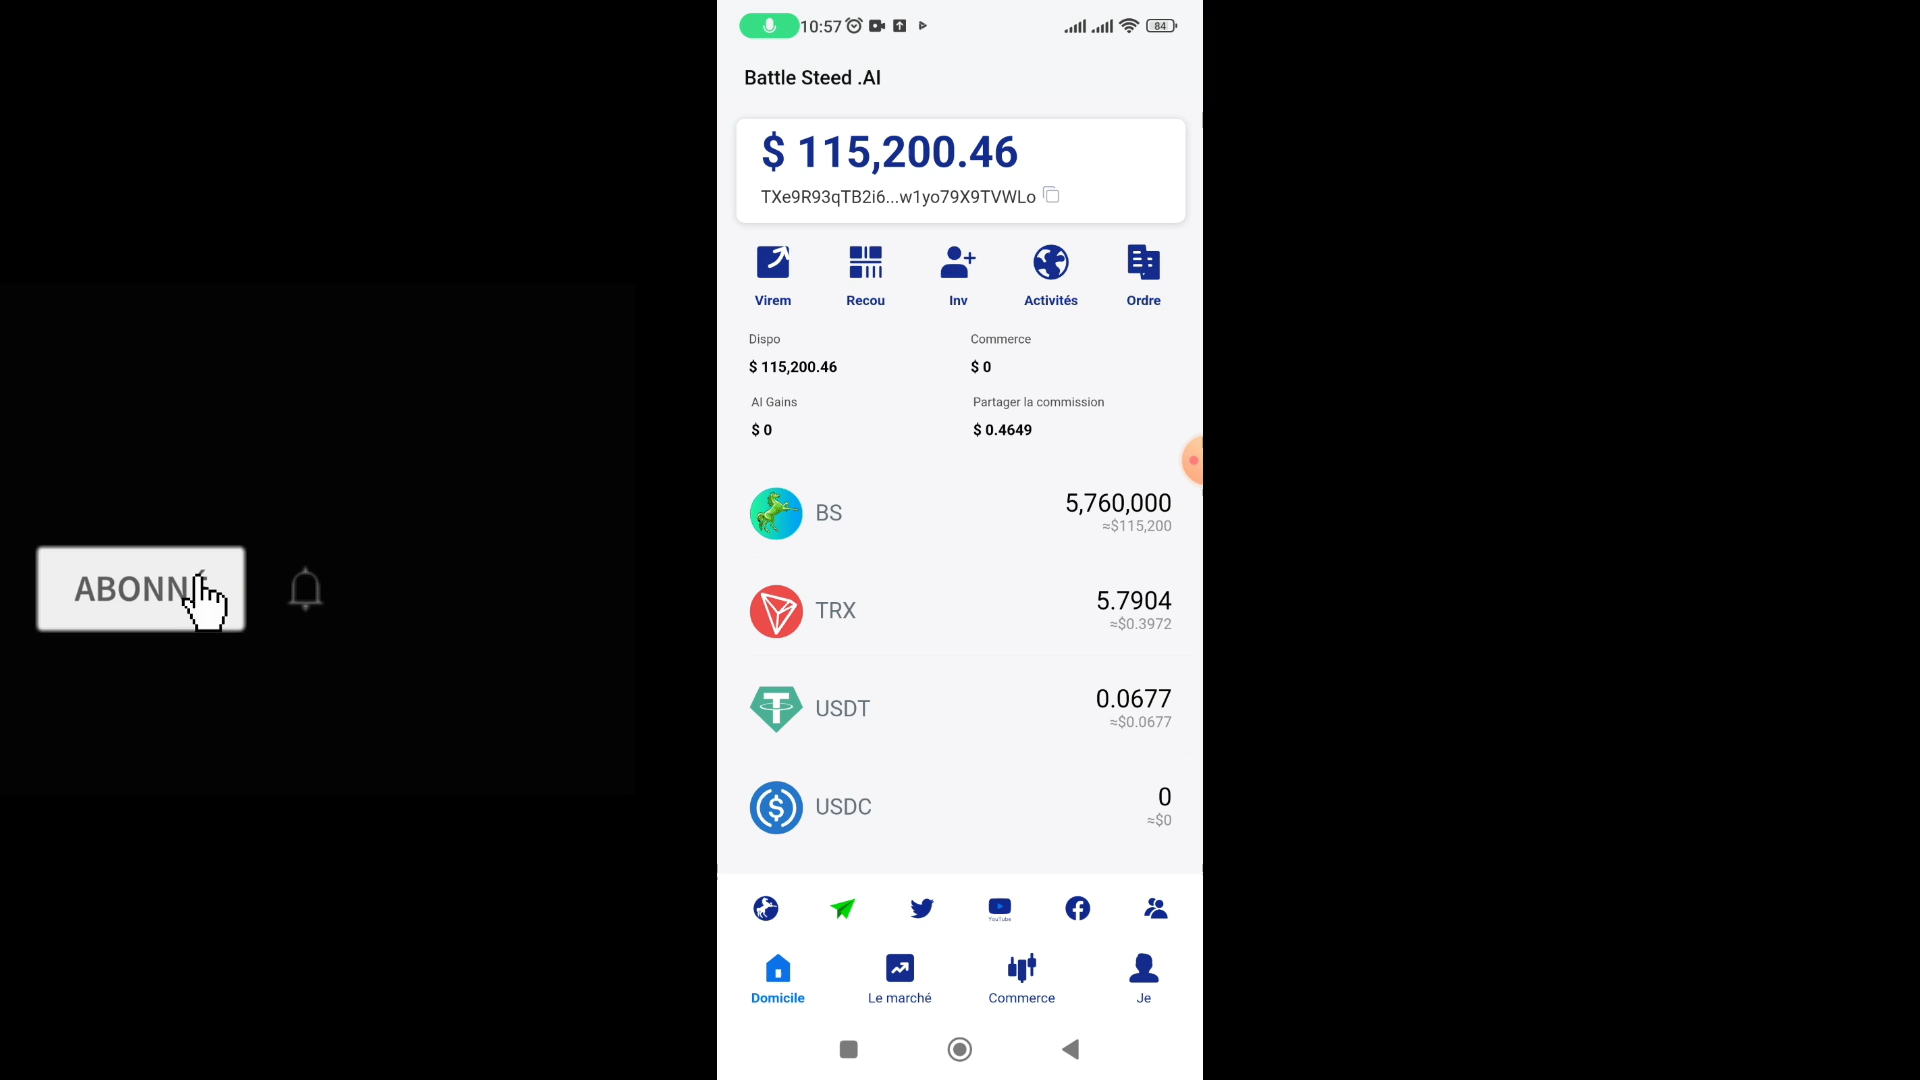 10:57
84
Battle Steed .AI
$ 115,200.46
TXe9R93qTB2i6...w1yo79X9TVWLo
Virem
Recou
Inv
Activités
Ordre
Dispo
Commerce
$ 115,200.46
$ 0
AI Gains
Partager la commission
$ 0
$ 0.4649
BS
5,760,000
≈$115,200
ABONNÉ
TRX
5.7904
≈$0.3972
USDT
0.0677
≈$0.0677
USDC
0
≈$0
YouTube
Domicile
Le marché
Commerce
Je